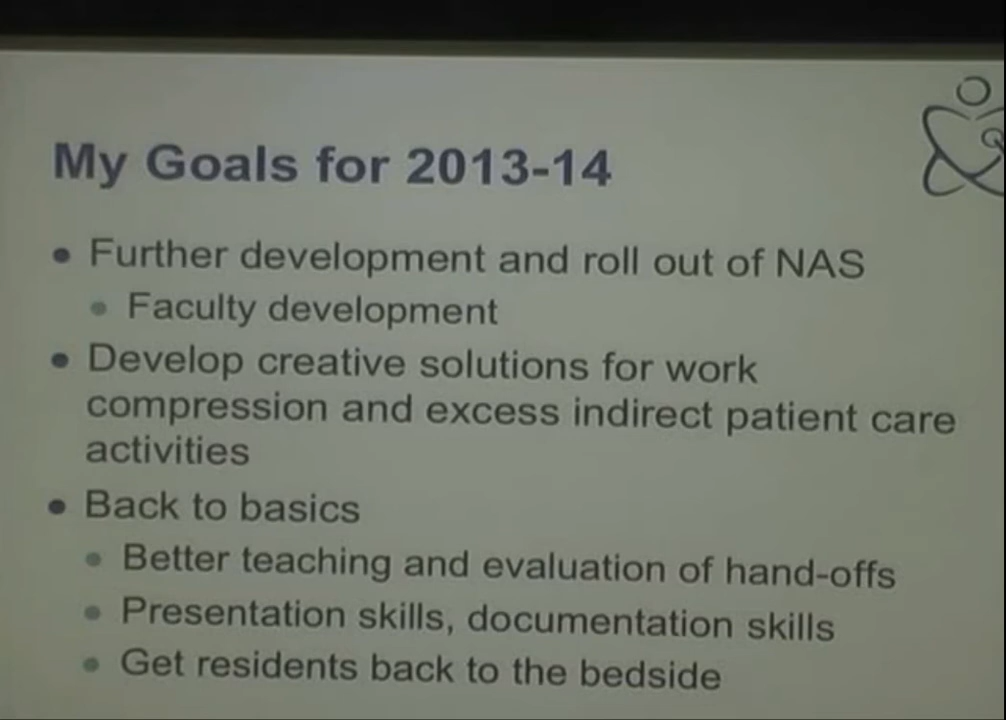 My Goals for 2013-14
• Further development and roll out of NAS
• Faculty development
• Develop creative solutions for work
compression and excess indirect patient care
activities
• Back to basics
• Better teaching and evaluation of hand-offs
• Presentation skills, documentation skills
• Get residents back to the bedside